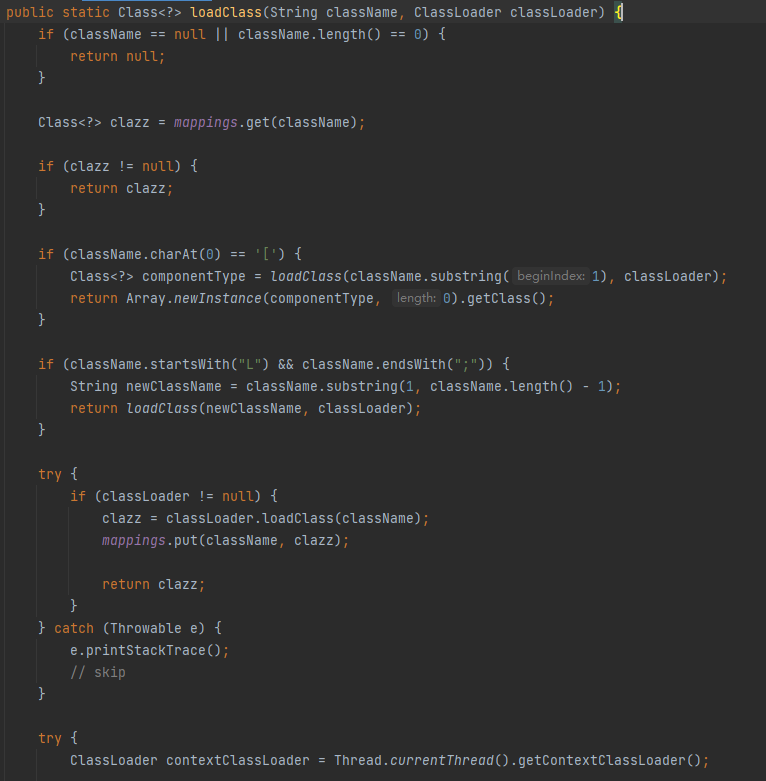 public static Class<?> loadClass(String className, ClassLoader classLoader) {
    if (className == null || className.length() == 0) {
        return null;
    }

    Class<?> clazz = mappings.get(className);

    if (clazz != null) {
        return clazz;
    }

    if (className.charAt(0) == '[') {
        Class<?> componentType = loadClass(className.substring( beginIndex: 1), classLoader);
        return Array.newInstance(componentType, length: 0).getClass();
    }

    if (className.startsWith("L") && className.endsWith(";")) {
        String newClassName = className.substring(1, className.length() - 1);
        return loadClass(newClassName, classLoader);
    }

    try {
        if (classLoader != null) {
            clazz = classLoader.loadClass(className);
            mappings.put(className, clazz);

            return clazz;
        }
    } catch (Throwable e) {
        e.printStackTrace();
        // skip
    }

    try {
        ClassLoader contextClassLoader = Thread.currentThread().getContextClassLoader();